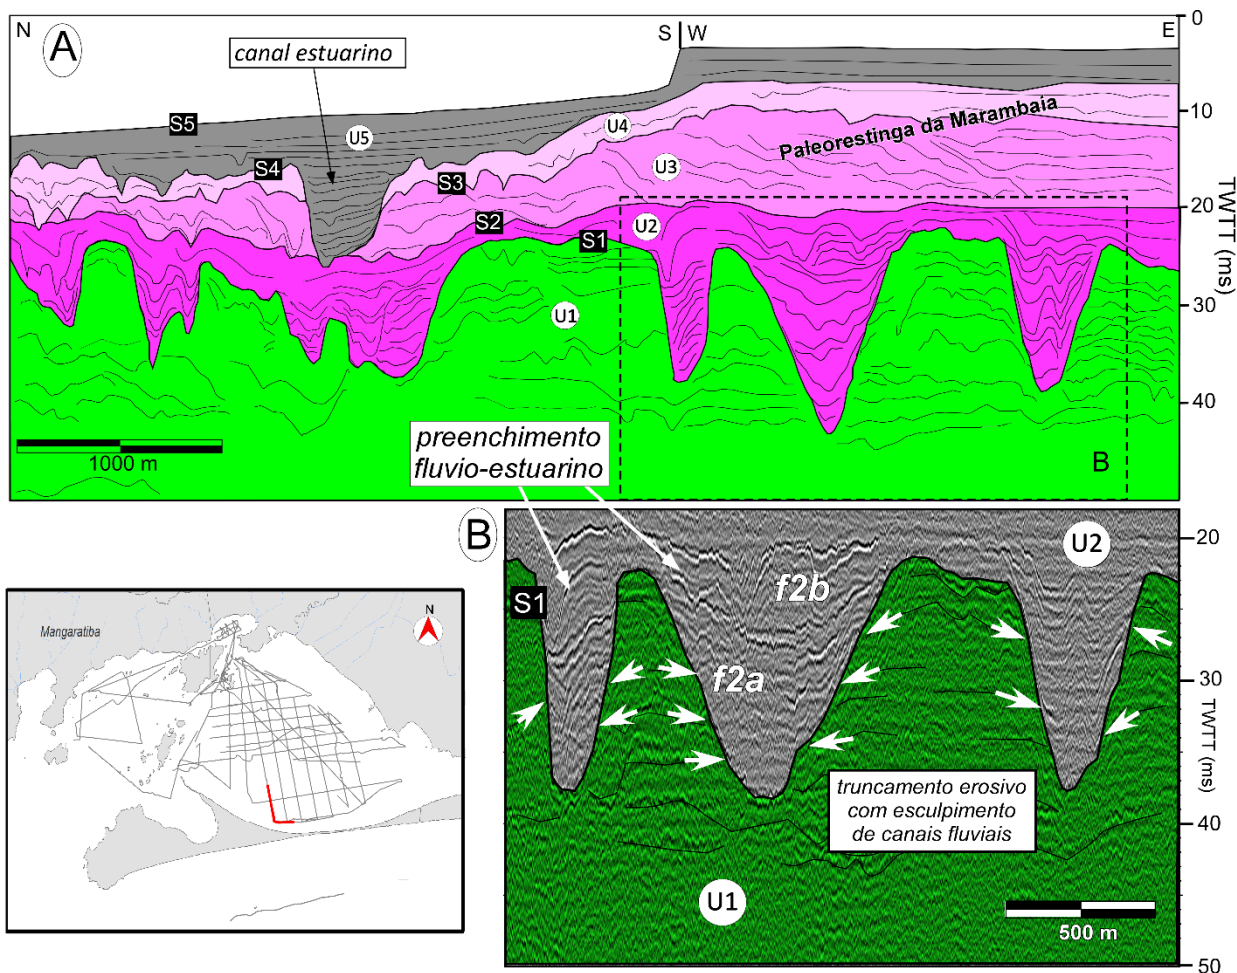 N
A
canal estuarino
S
W
E
0
10
20
30
40
TWTT (ms)
S5
U5
S4
U4
S3
Paleorestinga da Marambaia
U3
S2
U2
S1
U1
1000 m
B
preenchimento
fluvio-estuarino
B
U2
20
30
40
50
TWTT (ms)
S1
f2b
f2a
truncamento erosivo
com esculpimento
de canais fluviais
U1
500 m
Mangaratiba
N